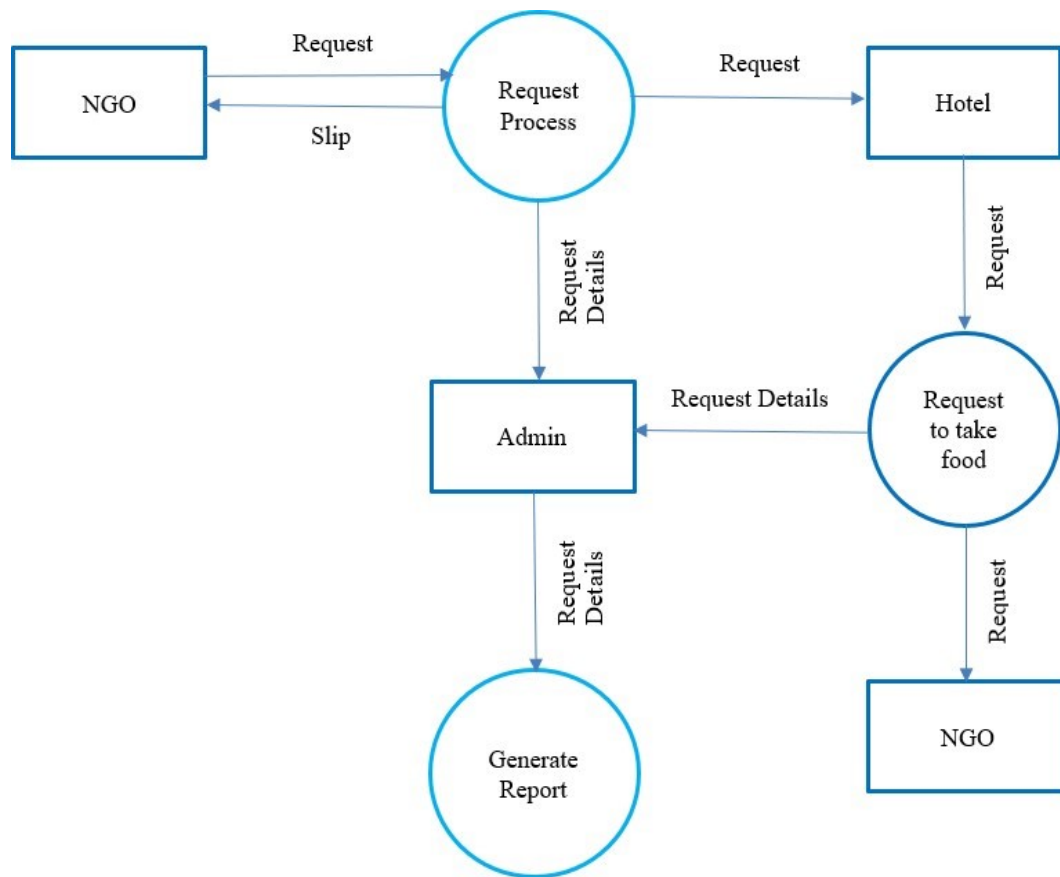 Request
NGO
Slip
Request
Process
Request
Hotel
Request
Details
Request
Request Details
Admin
Request
to take
food
Request
Details
Request
Generate
Report
NGO